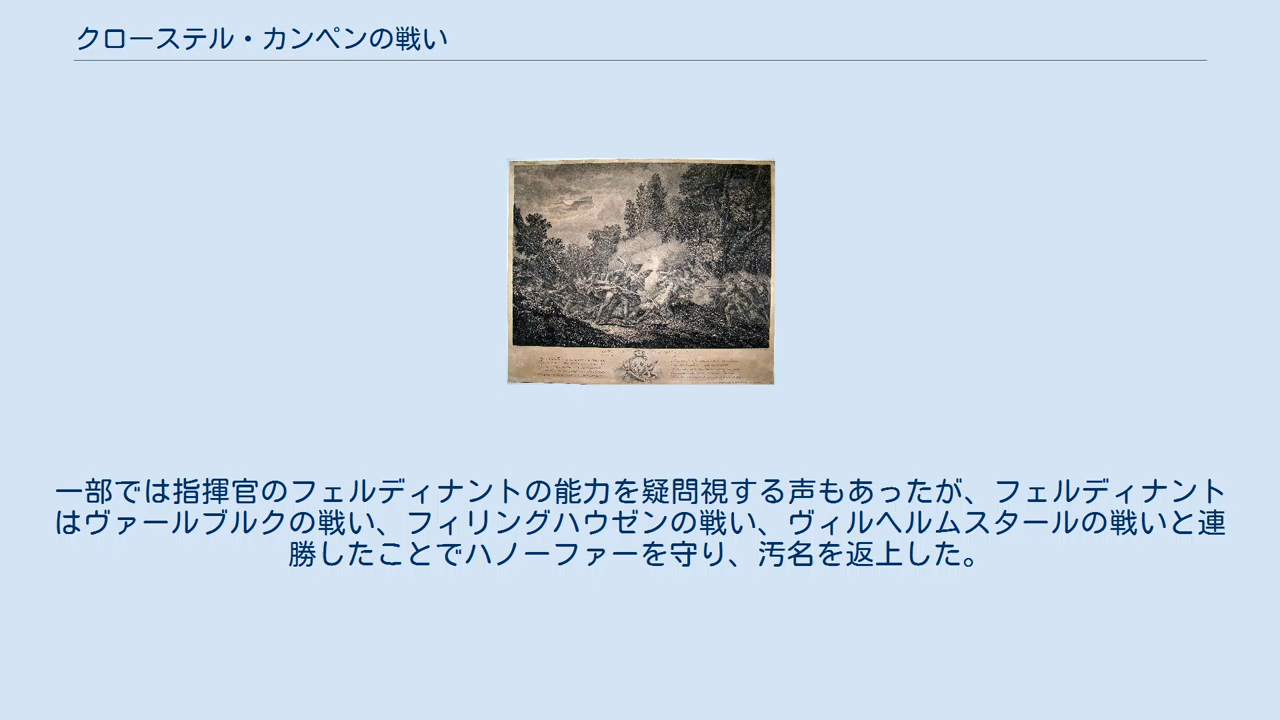 クローステル・カンペンの戦い
一部では指揮官のフェルディナントの能力を疑問視する声もあったが、フェルディナント
はヴァールブルクの戦い、フィリングハウゼンの戦い、ヴィルヘルムスタールの戦いと連
勝したことでハノーファーを守り、汚名を返上した。